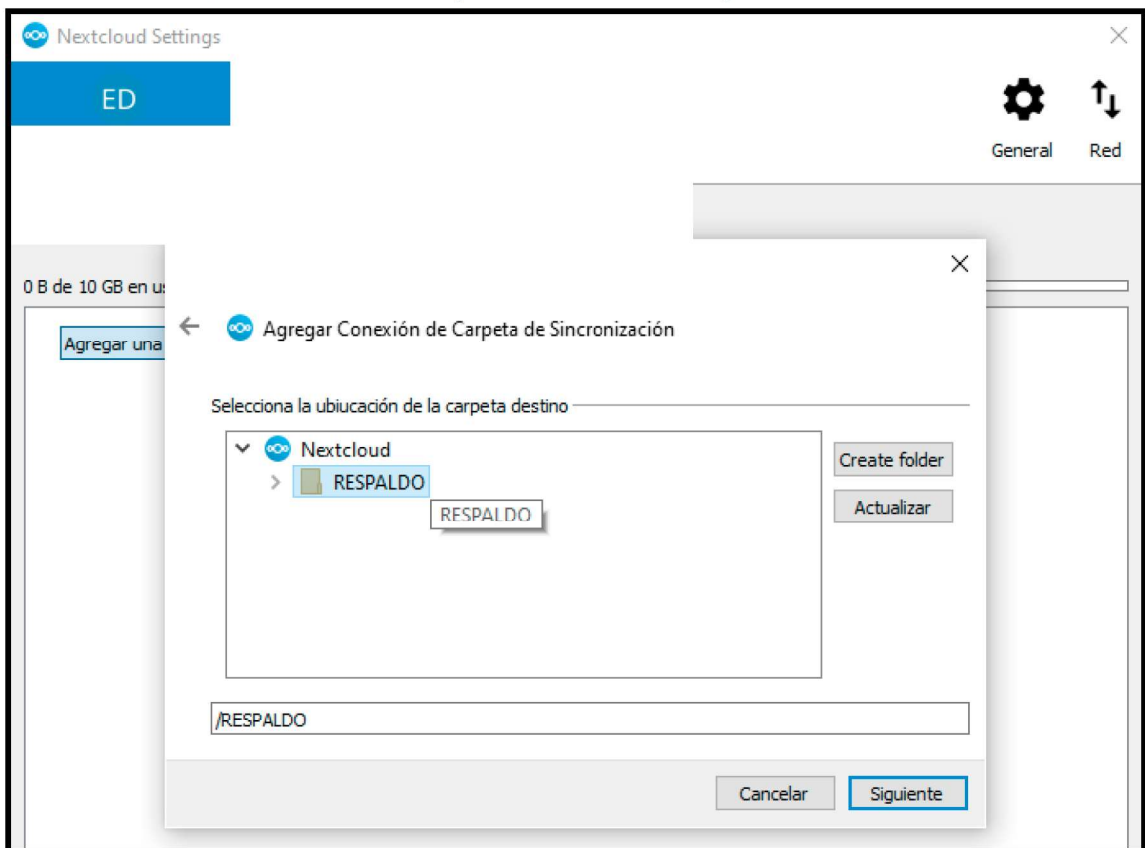 Nextcloud Settings
ED
General
Red
0 B de 10 GB en u
Agregar una
Agregar Conexión de Carpeta de Sincronización
Selecciona la ubiucación de la carpeta destino
Nextcloud
Create folder
RESPALDO
RESPALDO
Actualizar
/RESPALDO
Cancelar
Siguiente